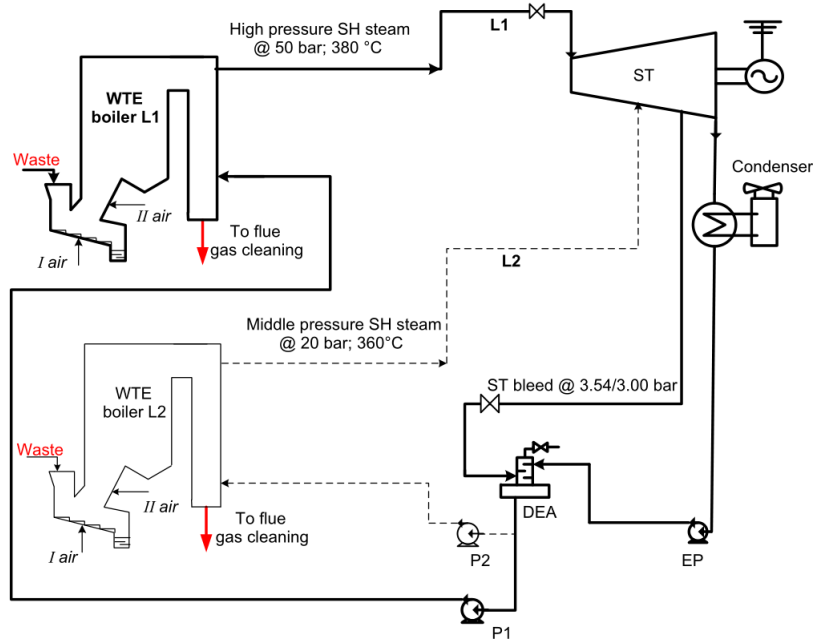 High pressure SH steam
@ 50 bar; 380 °C
L1
ST
WTE
boiler L1
Waste
II air
I air
To flue
gas cleaning
Condenser
L2
Middle pressure SH steam
@ 20 bar; 360°C
ST bleed @ 3.54/3.00 bar
WTE
boiler L2
Waste
II air
I air
To flue
gas cleaning
DEA
P2
EP
P1